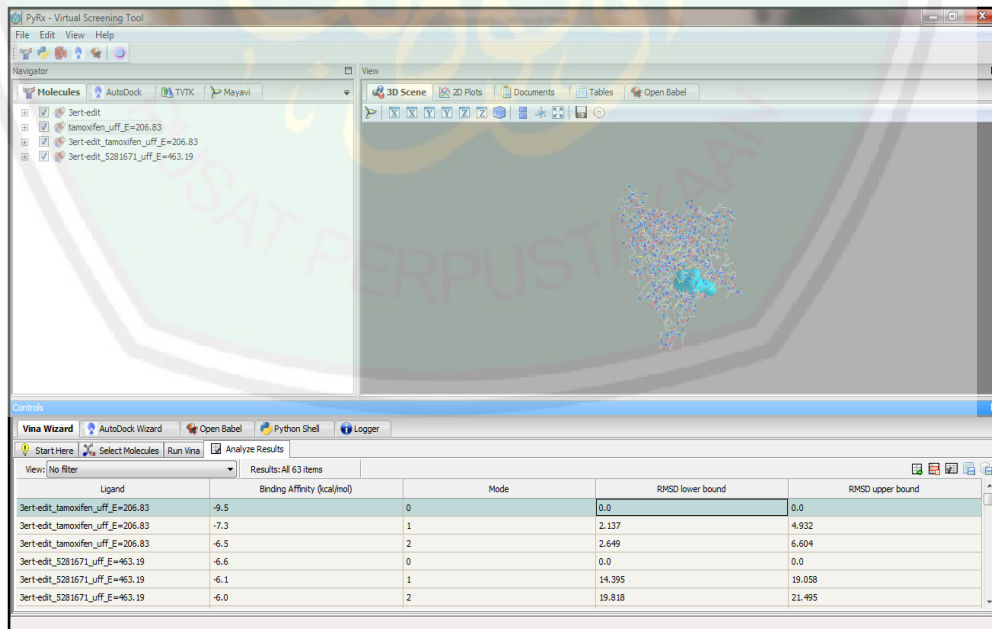 PyRx - Virtual Screening Tool
File Edit View Help
Navigator
View
Molecules AutoDock TVTK Mayavi
3D Scene 2D Plots Documents Tables Open Babel
3ert-edit
tamoxifen_uff_E=206.83
3ert-edit_tamoxifen_uff_E=206.83
3ert-edit_5281671_uff_E=463.19
PUSAT PERPUSTAKAAN
Controls
Vina Wizard AutoDock Wizard Open Babel Python Shell Logger
Start Here Select Molecules Run Vina Analyze Results
View: No filter Results: All 63 items
Ligand Binding Affinity (kcal/mol) Mode RMSD lower bound RMSD upper bound
3ert-edit_tamoxifen_uff_E=206.83 -9.5 0 0.0 0.0
3ert-edit_tamoxifen_uff_E=206.83 -7.3 1 2.137 4.932
3ert-edit_tamoxifen_uff_E=206.83 -6.5 2 2.649 6.604
3ert-edit_5281671_uff_E=463.19 -6.6 0 0.0 0.0
3ert-edit_5281671_uff_E=463.19 -6.1 1 14.395 19.058
3ert-edit_5281671_uff_E=463.19 -6.0 2 19.818 21.495